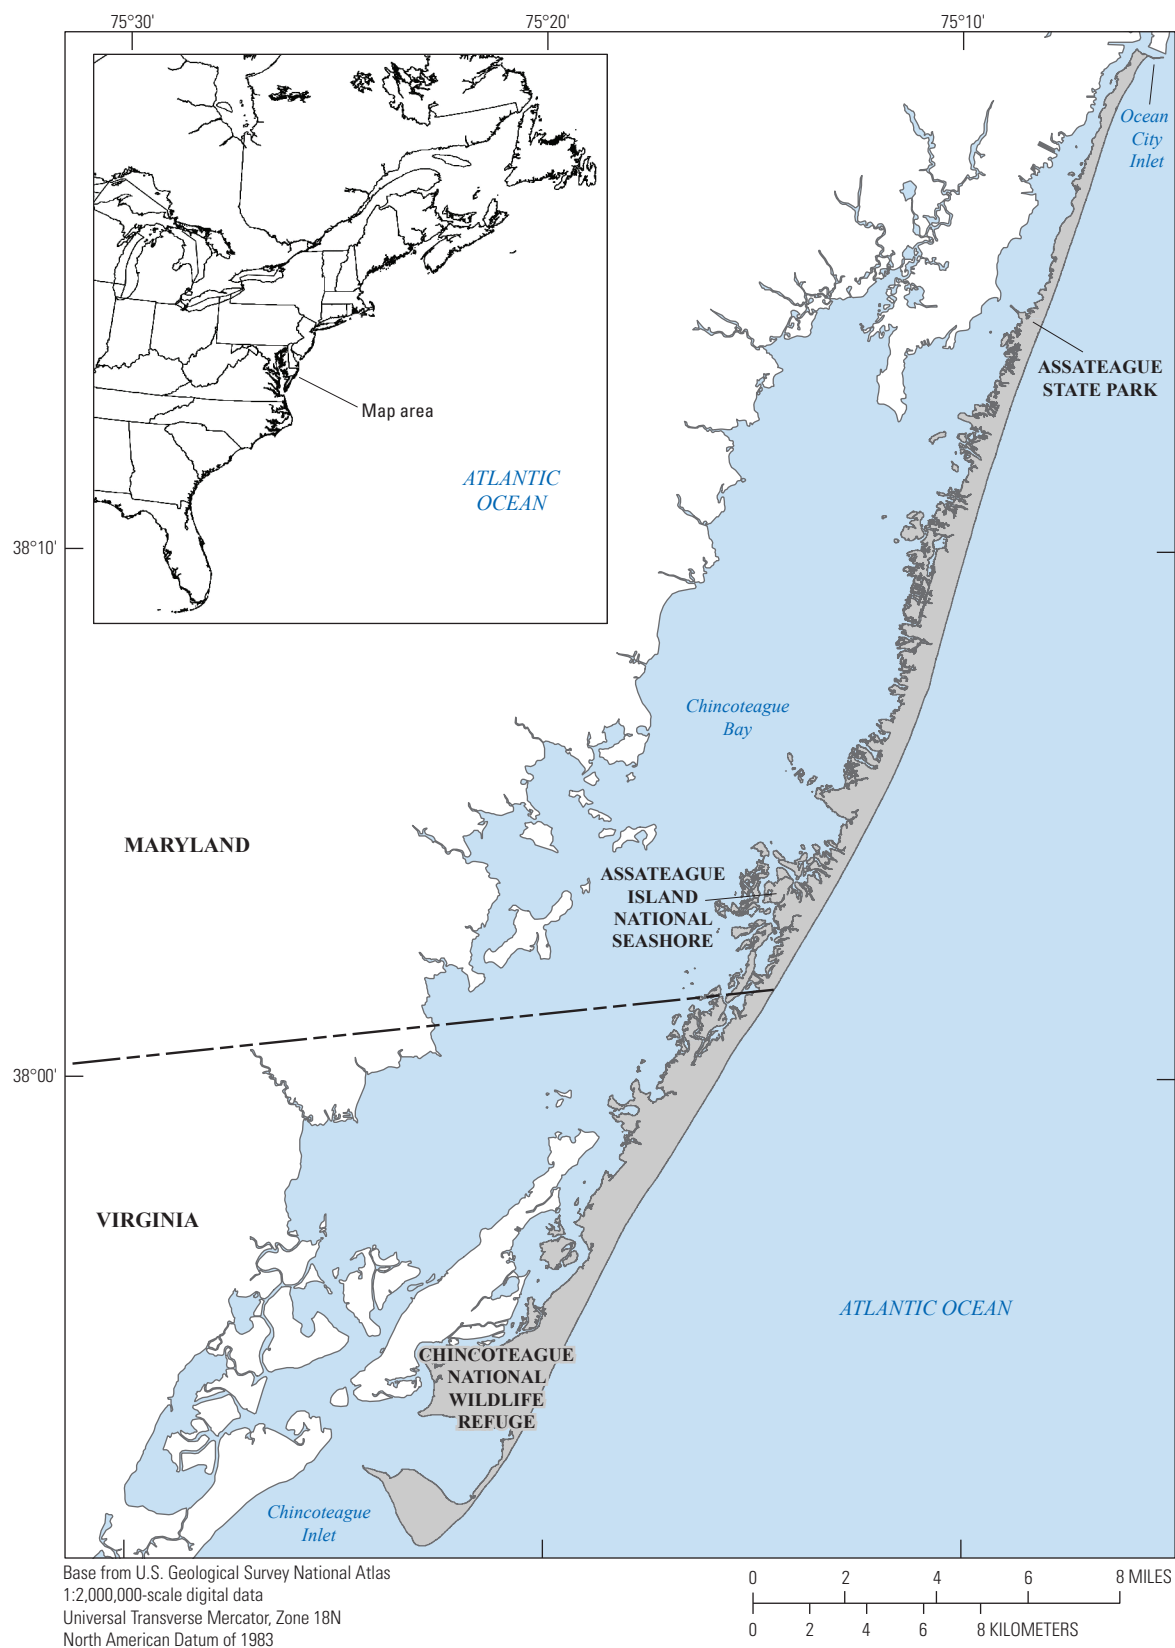 75°30'
75°20'
75°10'
Ocean
City
Inlet
ASSATEAGUE
STATE PARK
Map area
ATLANTIC
OCEAN
38°10'
Chincoteague
Bay
MARYLAND
ASSATEAGUE
ISLAND
NATIONAL
SEASHORE
38°00'
VIRGINIA
ATLANTIC OCEAN
CHINCOTEAGUE
NATIONAL
WILDLIFE
REFUGE
Chincoteague
Inlet
Base from U.S. Geological Survey National Atlas
1:2,000,000-scale digital data
Universal Transverse Mercator, Zone 18N
North American Datum of 1983
0 2 4 6 8 MILES
0 2 4 6 8 KILOMETERS